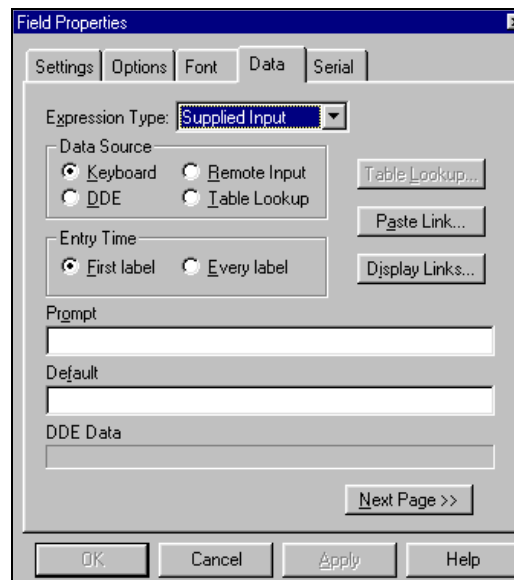 Field Properties
Settings Options Font Data Serial
Expression Type: Supplied Input
Data Source
Keyboard Remote Input
DDE Table Lookup
Table Lookup...
Paste Link...
Entry Time
First label Every label
Display Links...
Prompt
Default
DDE Data
Next Page >>
OK Cancel Apply Help